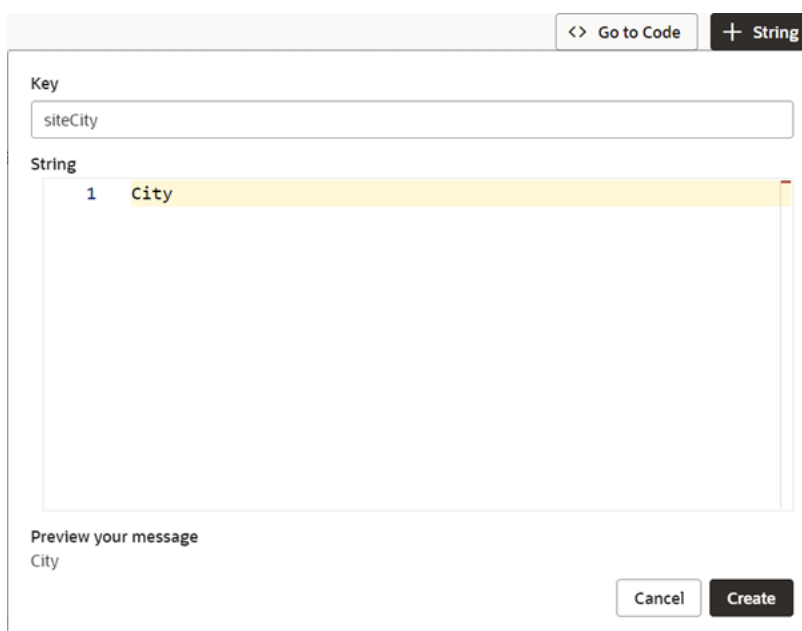 <> Go to Code + String
Key
siteCity
String
1 City
Preview your message
City
Cancel Create